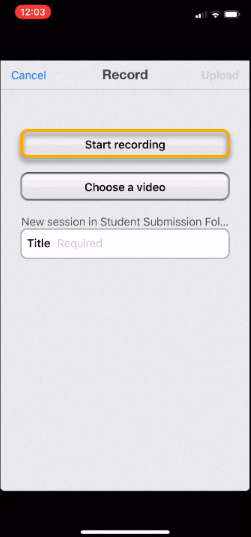 12:03
Cancel Record Upload
Start recording
Choose a video
New session in Student Submission Fol...
Title Required